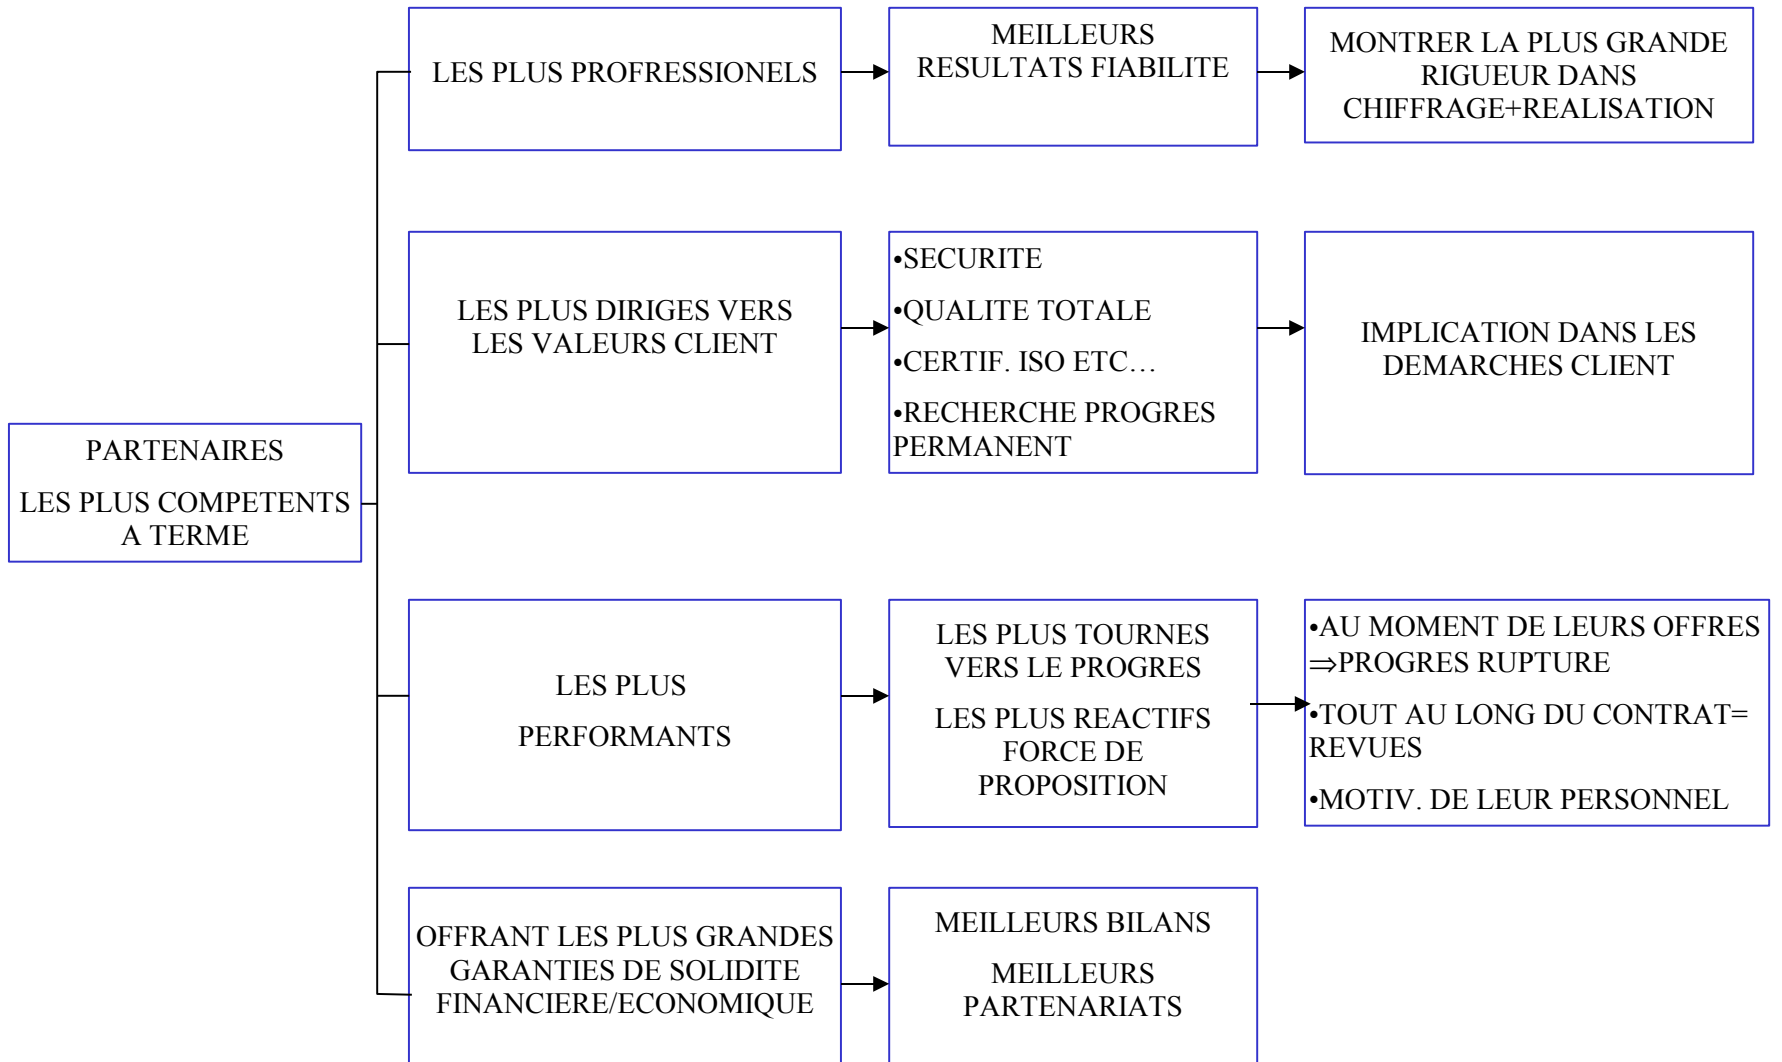 LES PLUS PROFRESSIONELS
MEILLEURS
RESULTATS FIABILITE
MONTRER LA PLUS GRANDE
RIGUEUR DANS
CHIFFRAGE+REALISATION
LES PLUS DIRIGES VERS
LES VALEURS CLIENT
•SECURITE
•QUALITE TOTALE
•CERTIF. ISO ETC…
•RECHERCHE PROGRES
PERMANENT
IMPLICATION DANS LES
DEMARCHES CLIENT
PARTENAIRES
LES PLUS COMPETENTS
A TERME
LES PLUS
PERFORMANTS
LES PLUS TOURNES
VERS LE PROGRES
LES PLUS REACTIFS
FORCE DE
PROPOSITION
•AU MOMENT DE LEURS OFFRES
⇒PROGRES RUPTURE
•TOUT AU LONG DU CONTRAT=
REVUES
•MOTIV. DE LEUR PERSONNEL
OFFRANT LES PLUS GRANDES
GARANTIES DE SOLIDITE
FINANCIERE/ECONOMIQUE
MEILLEURS BILANS
MEILLEURS
PARTENARIATS